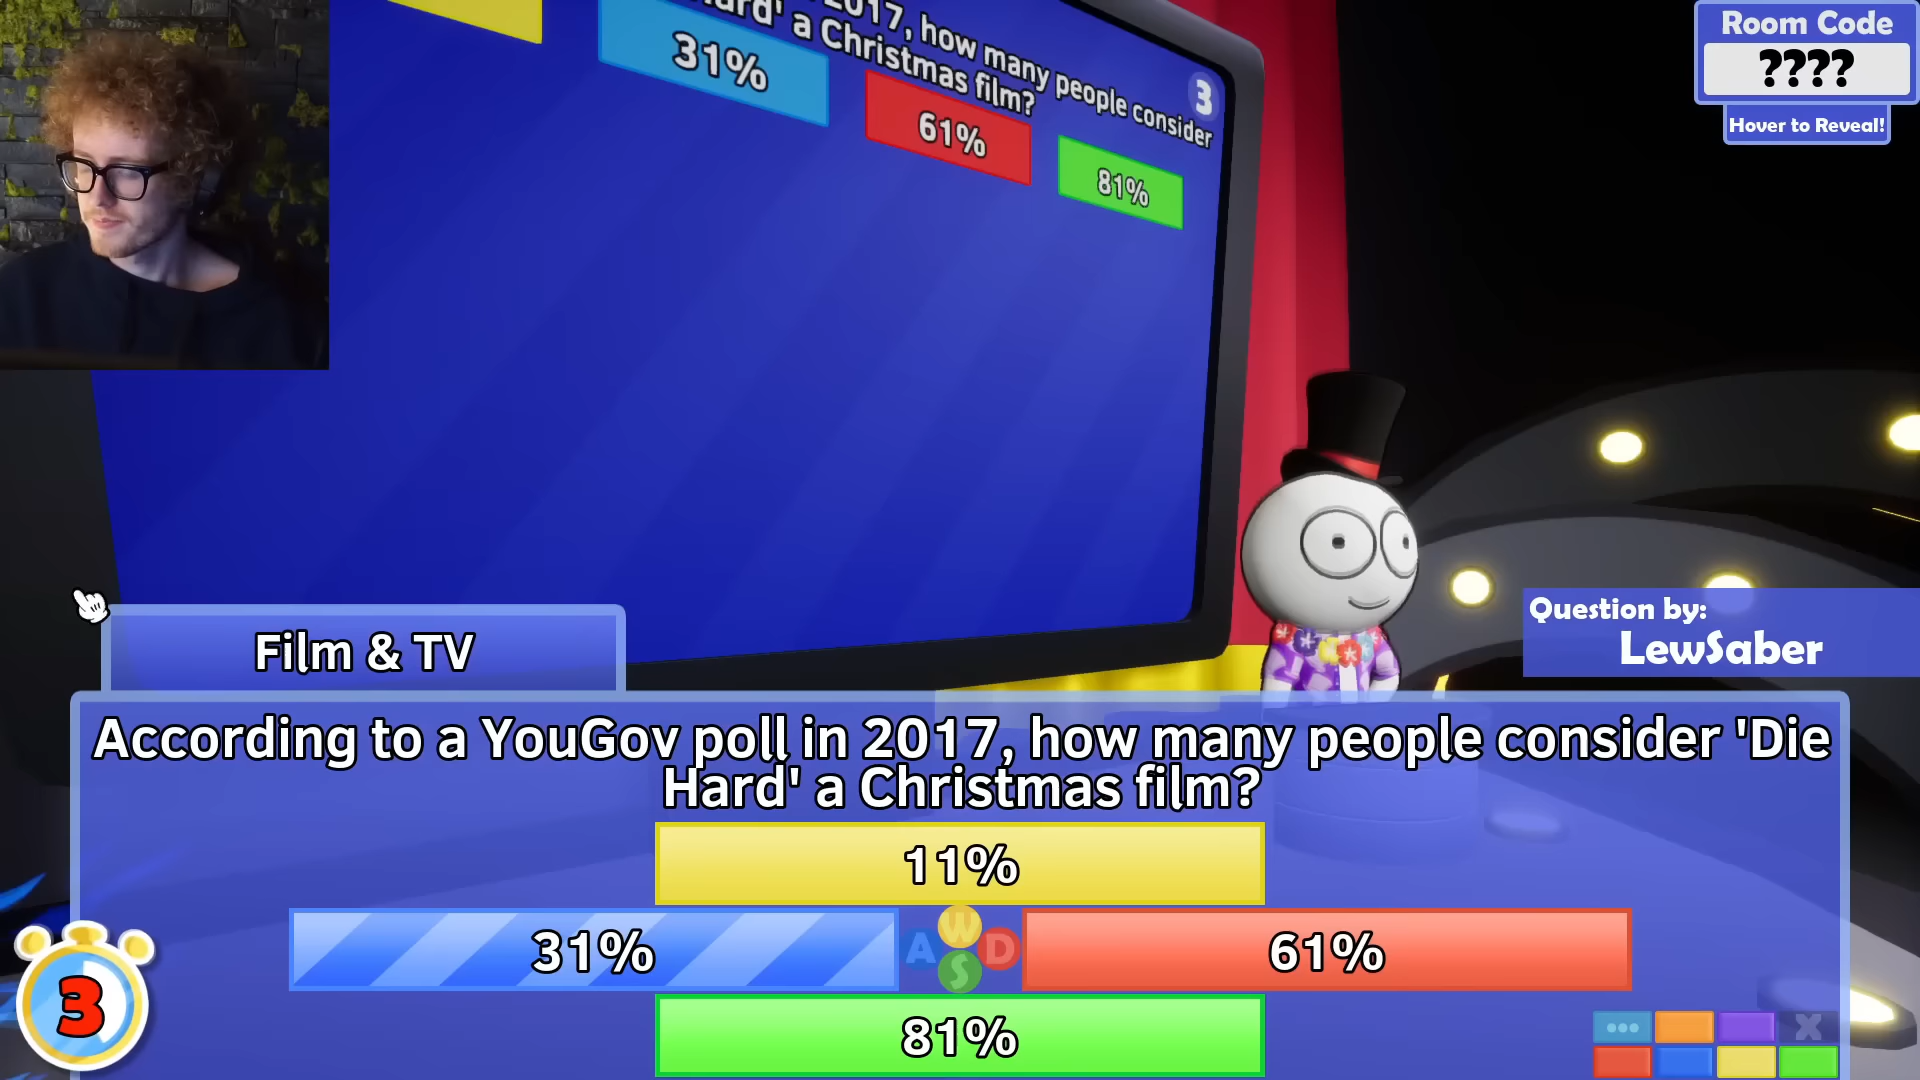 2017, how many people consider
Hard' a Christmas film?
3
31%
61%
81%
Room Code
????
Hover to Reveal!
Question by:
LewSaber
Film & TV
According to a YouGov poll in 2017, how many people consider 'Die
Hard' a Christmas film?
11%
31%
W
A
D
S
61%
81%
3
X